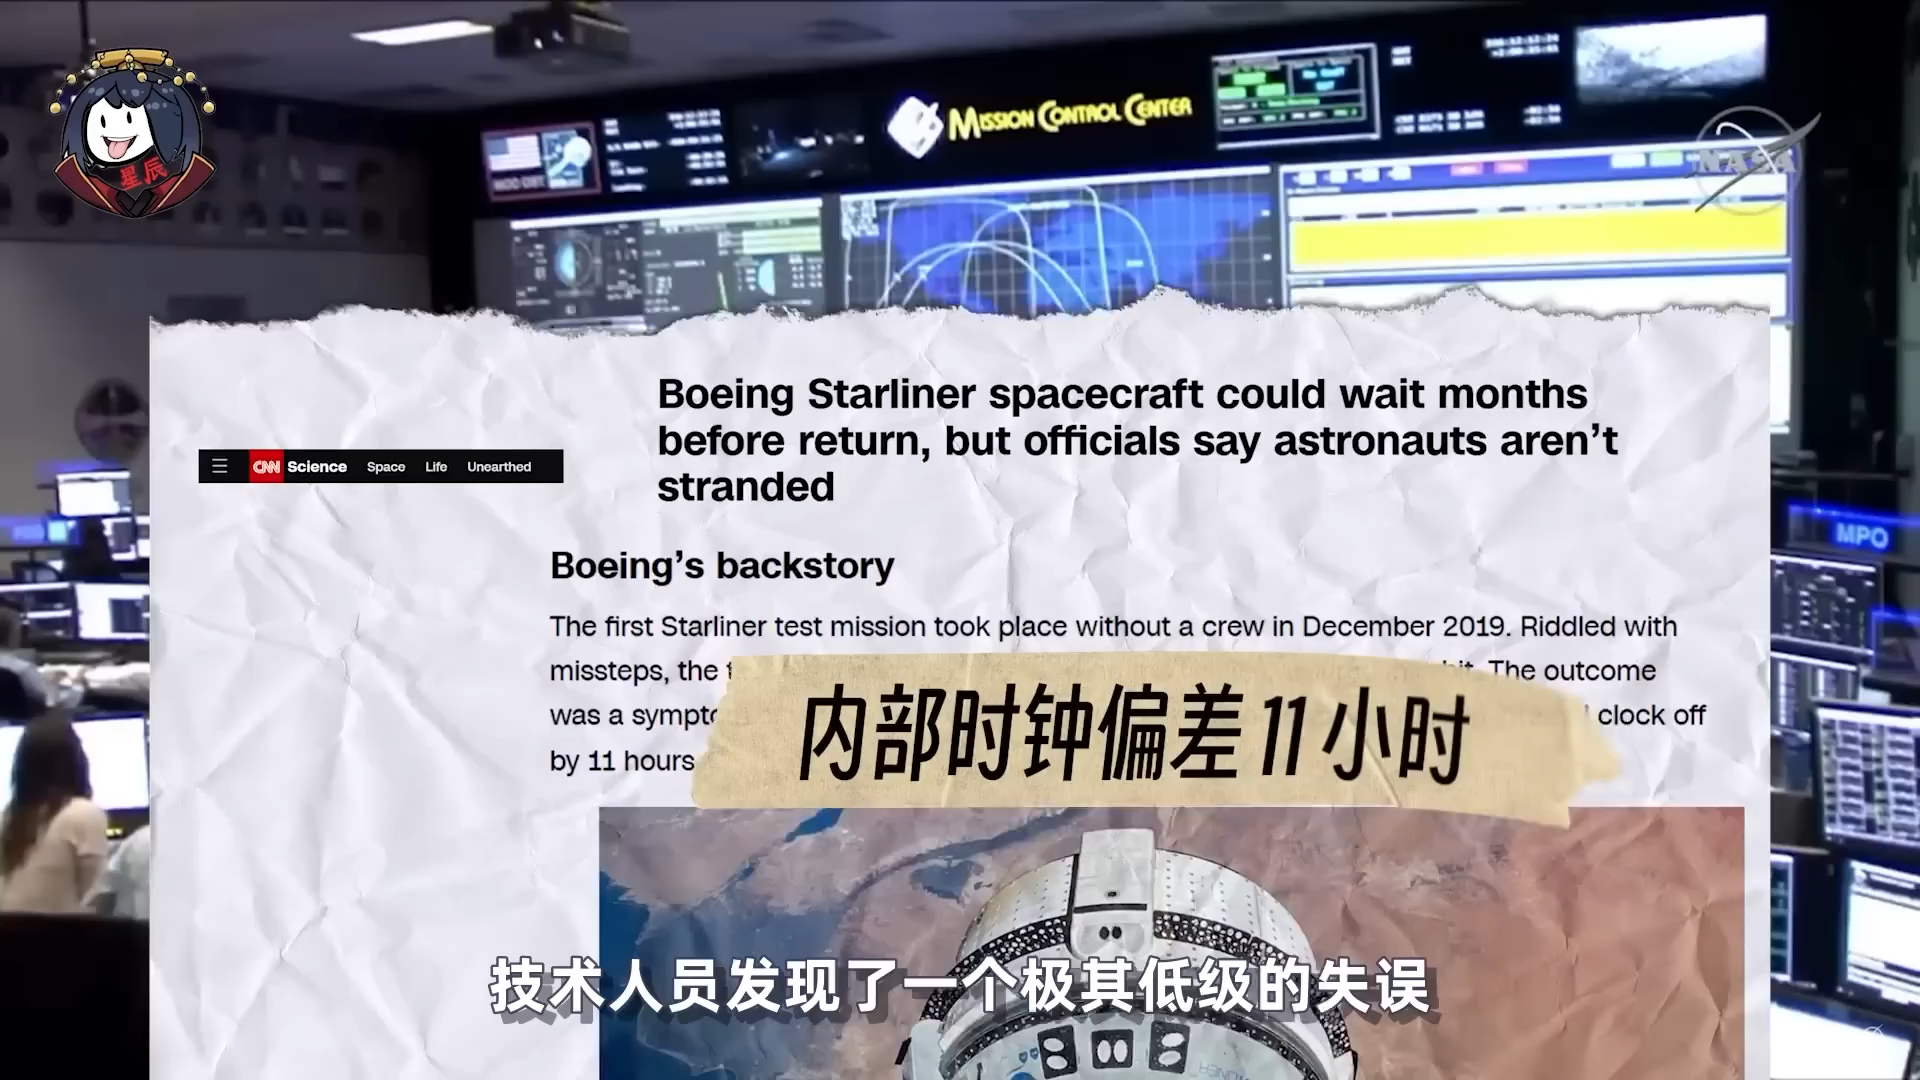 星辰
MISSION CONTROL CENTER
NASA
MPO
Boeing Starliner spacecraft could wait months
before return, but officials say astronauts aren't
stranded
CNN Science Space Life Unearthed
Boeing's backstory
The first Starliner test mission took place without a crew in December 2019. Riddled with
missteps, the The outcome
was a clock off
by 11 hours
内部时钟偏差11小时
技术人员发现了一个极其低级的失误